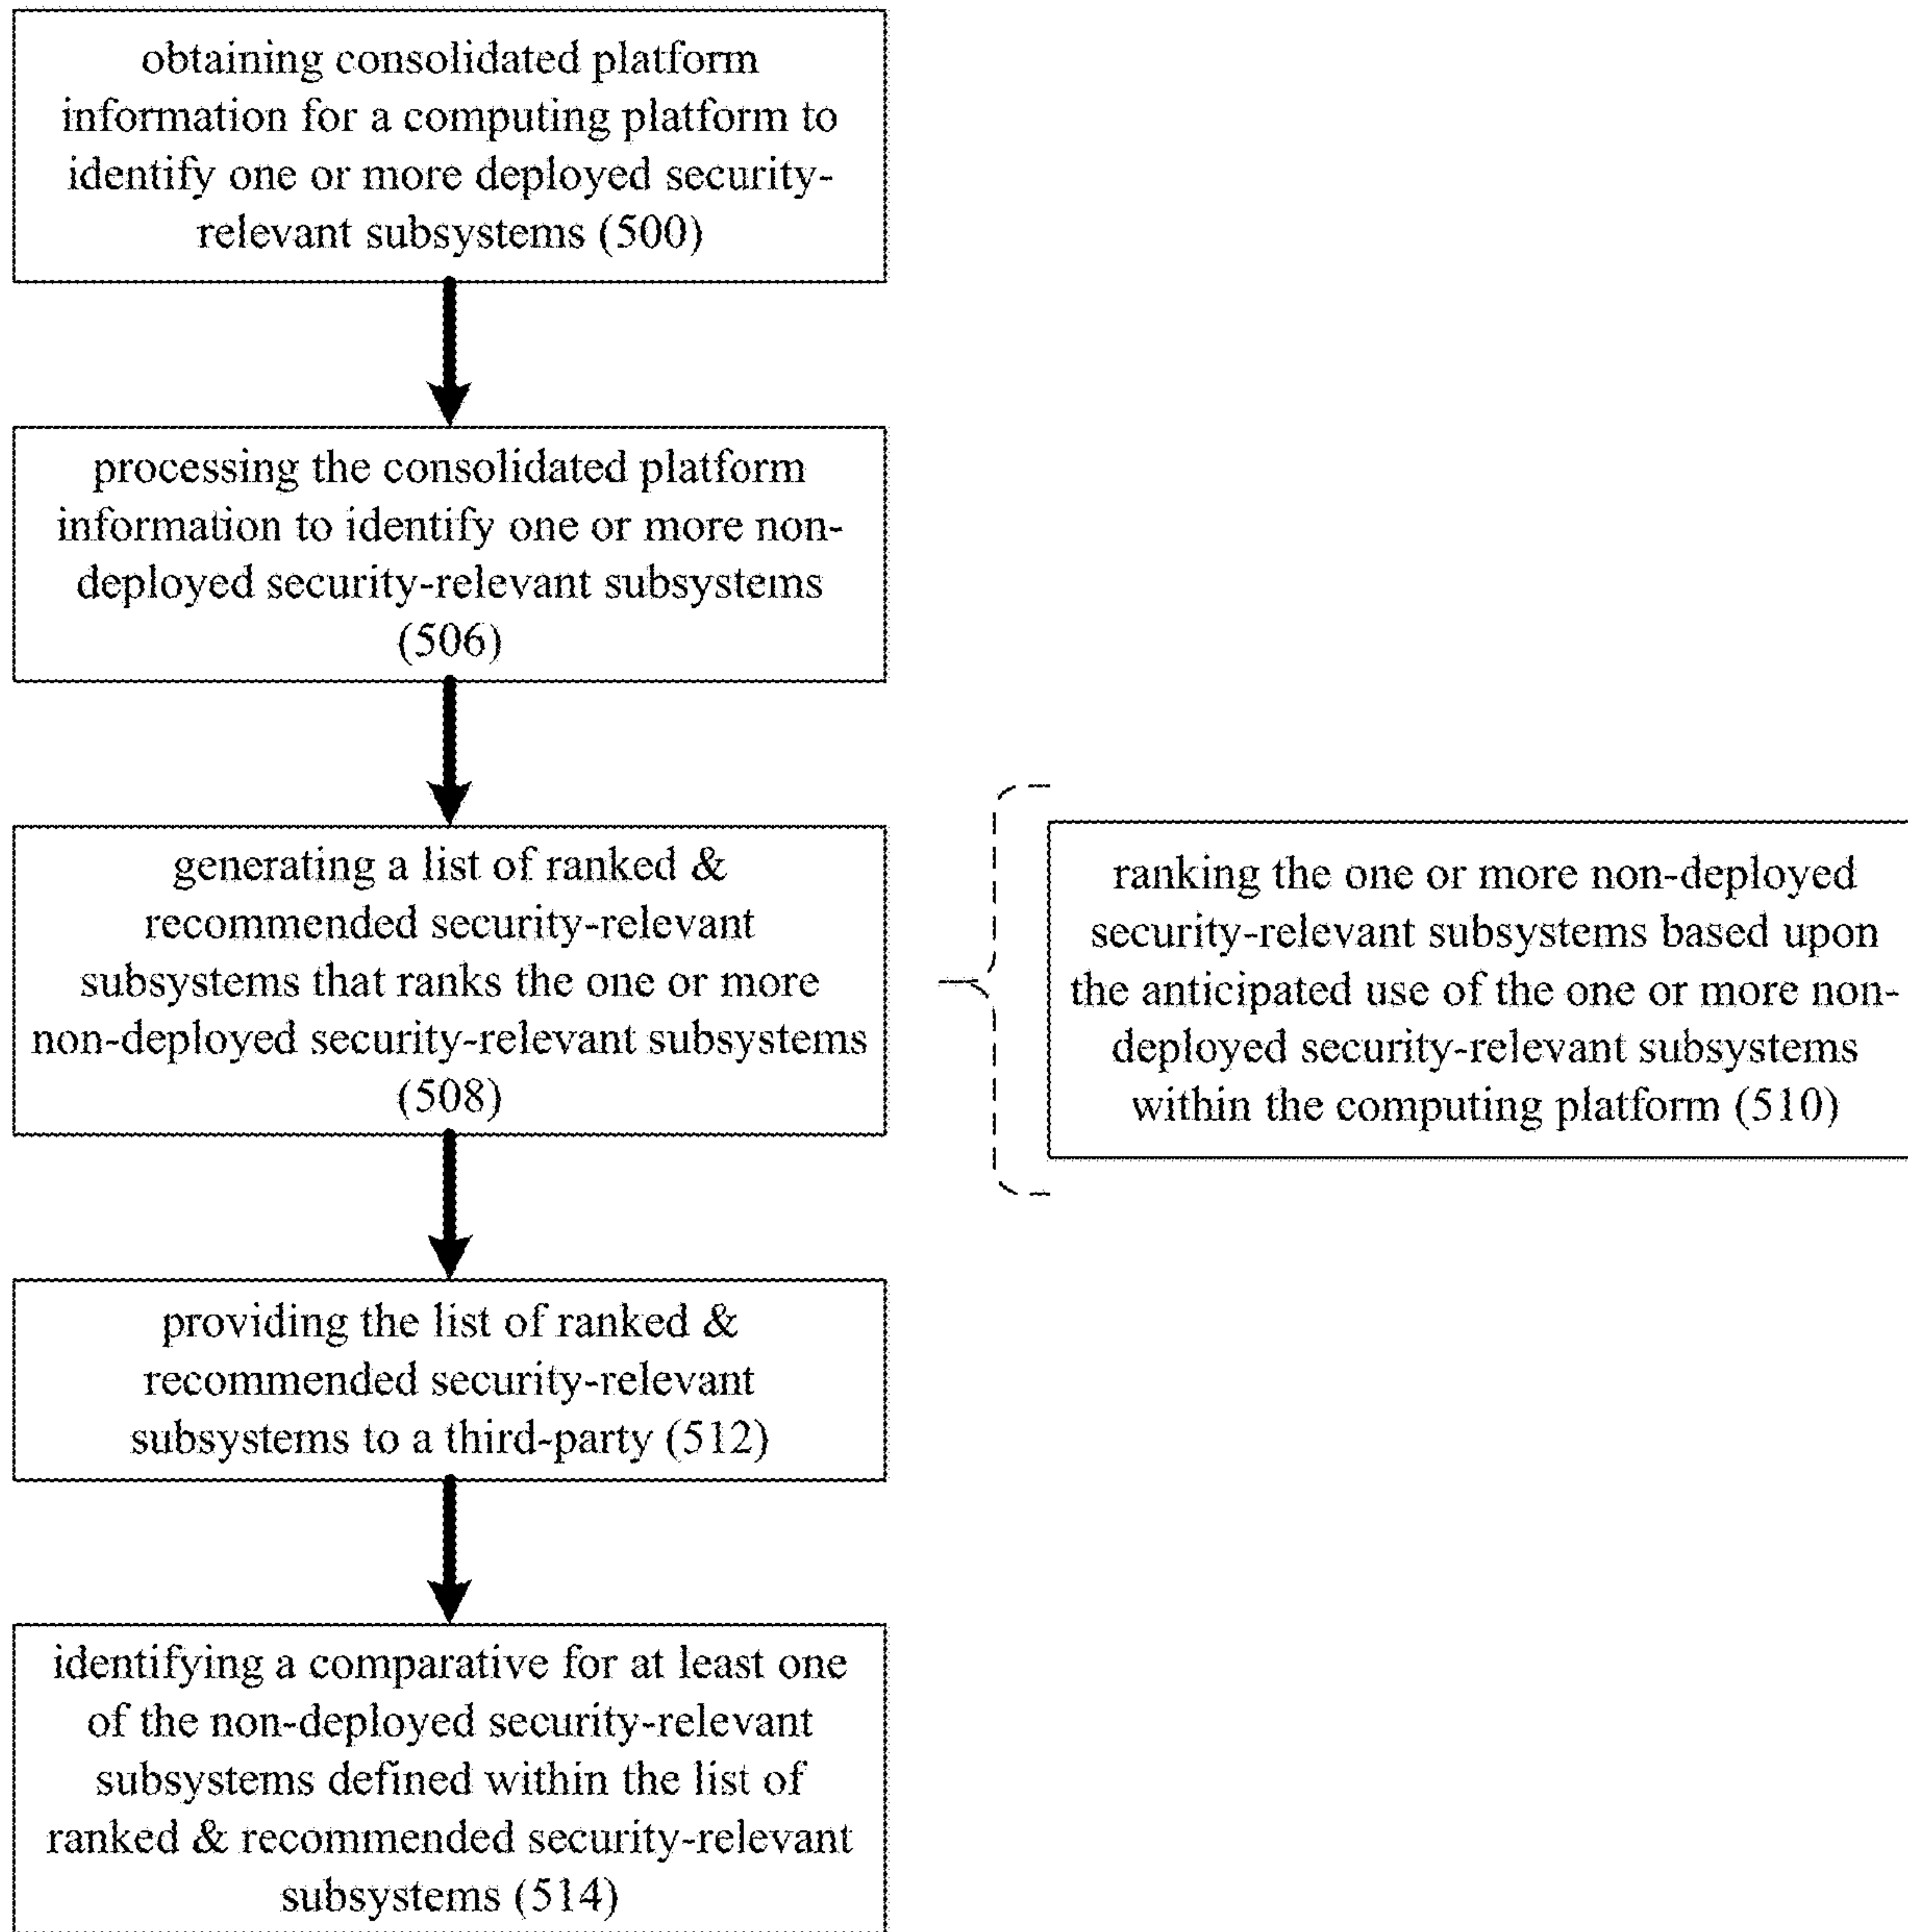 obtaining consolidated platform
information for a computing platform to
identify one or more deployed security-
relevant subsystems (500)
processing the consolidated platform
information to identify one or more non-
deployed security-relevant subsystems
(506)
generating a list of ranked &
recommended security-relevant
subsystems that ranks the one or more
non-deployed security-relevant subsystems
(508)
ranking the one or more non-deployed
security-relevant subsystems based upon
the anticipated use of the one or more non-
deployed security-relevant subsystems
within the computing platform (510)
providing the list of ranked &
recommended security-relevant
subsystems to a third-party (512)
identifying a comparative for at least one
of the non-deployed security-relevant
subsystems defined within the list of
ranked & recommended security-relevant
subsystems (514)